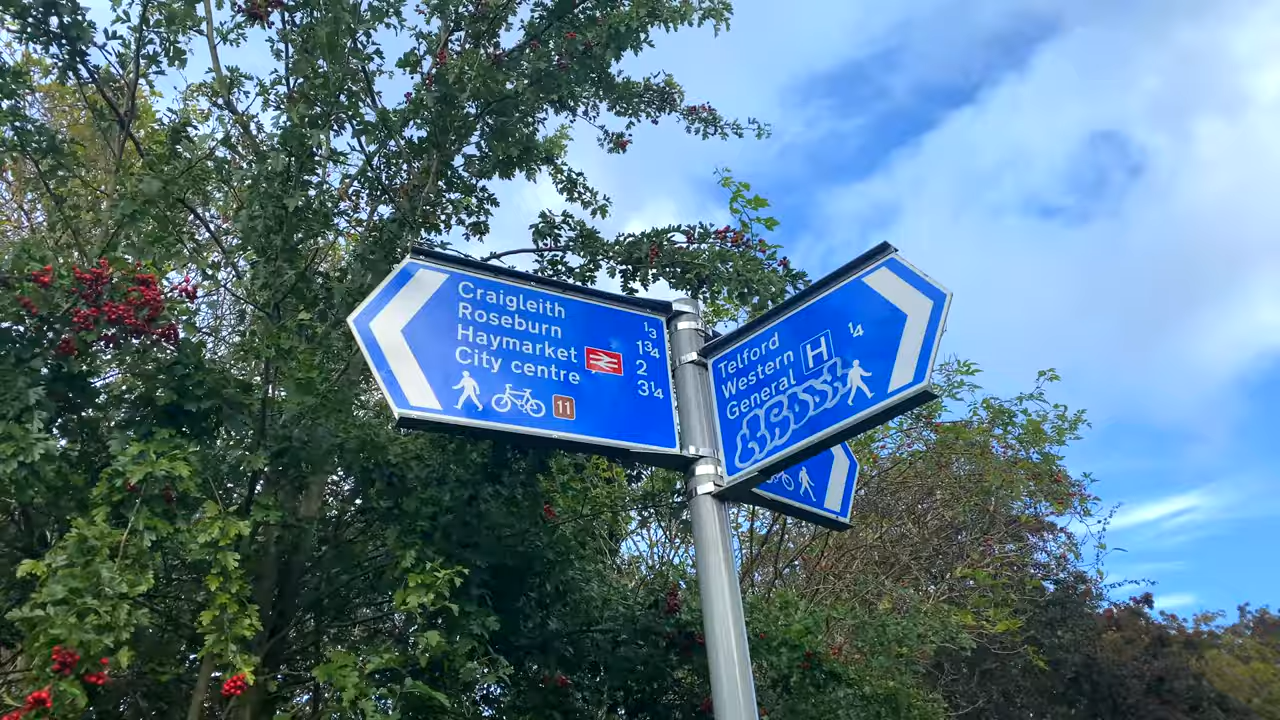 Craigleith ⅓
Roseburn 1¾
Haymarket 2
City centre 3¼
11
Telford ¼
Western H
General